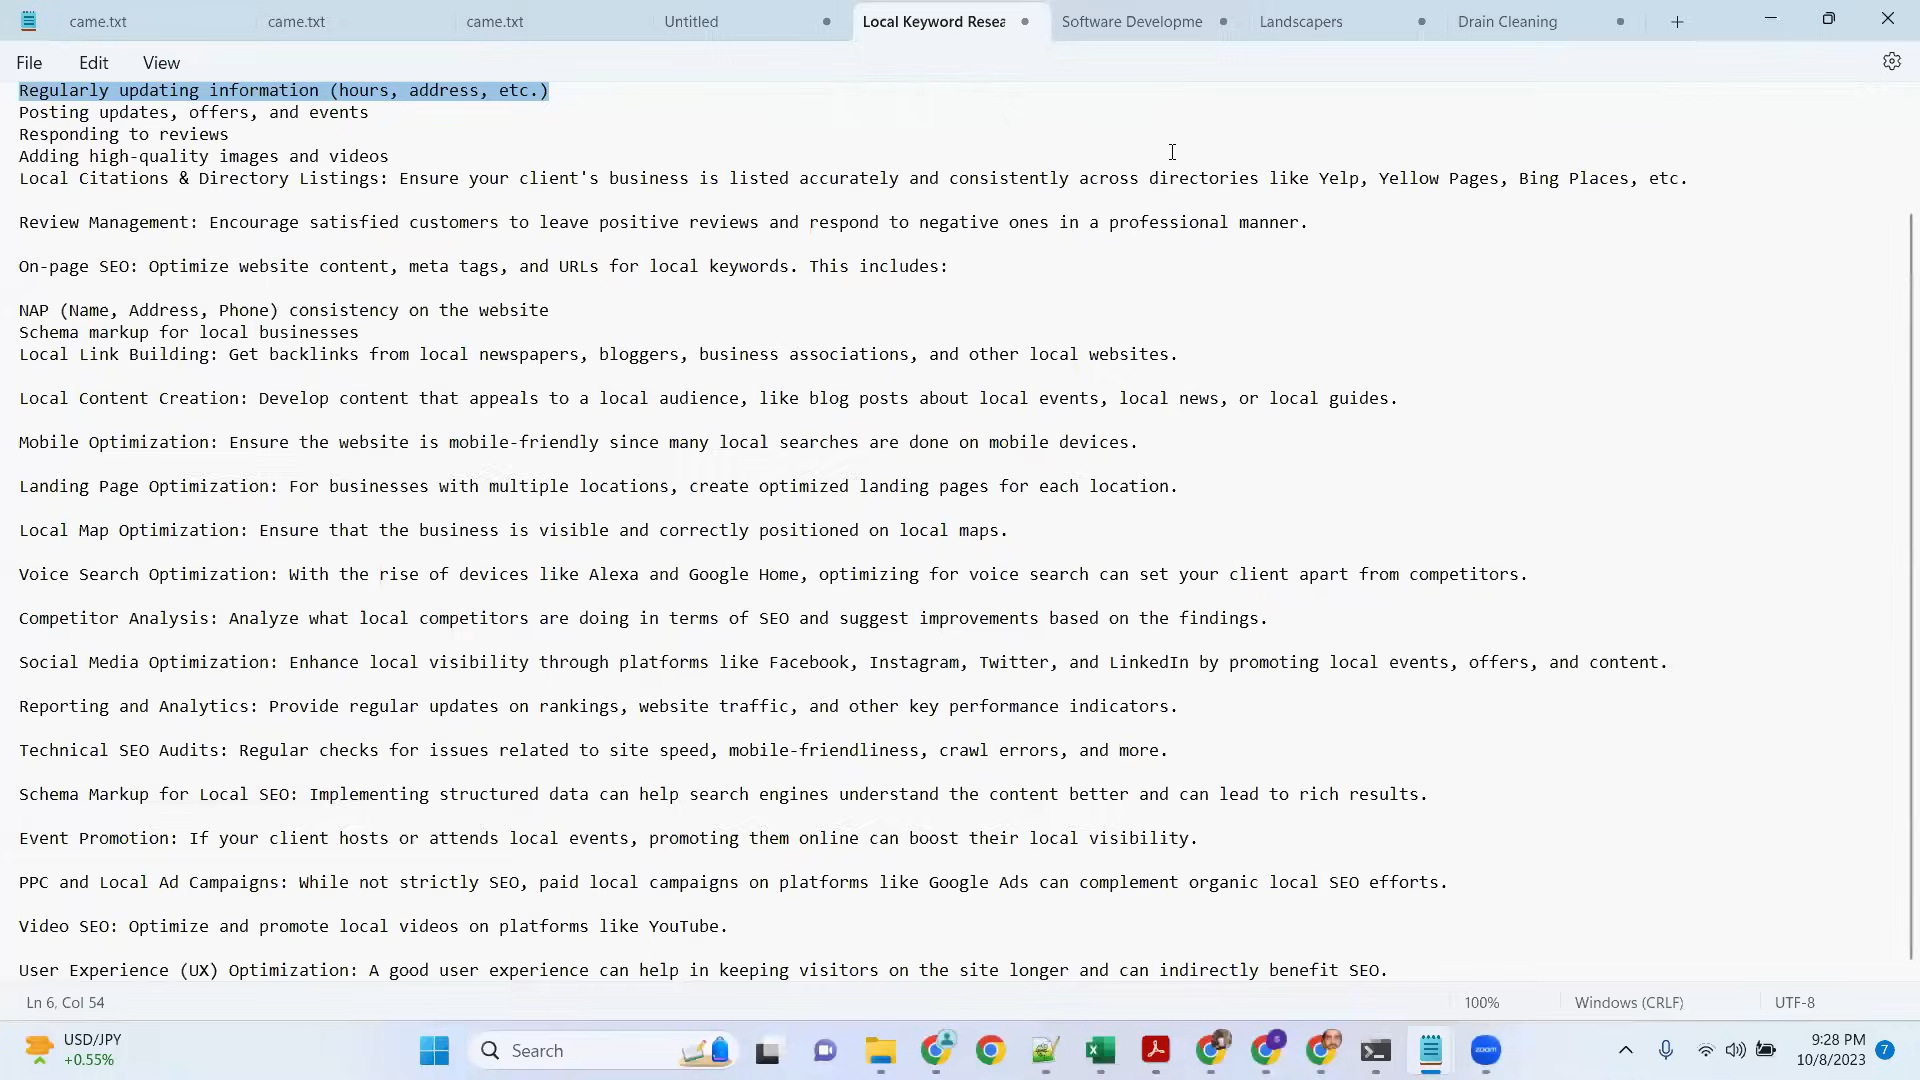 came.txt
came.txt
came.txt
Untitled
Local Keyword Resea
Software Developme
Landscapers
Drain Cleaning
File Edit View
Regularly updating information (hours, address, etc.)
Posting updates, offers, and events
Responding to reviews
Adding high-quality images and videos
Local Citations & Directory Listings: Ensure your client's business is listed accurately and consistently across directories like Yelp, Yellow Pages, Bing Places, etc.
Review Management: Encourage satisfied customers to leave positive reviews and respond to negative ones in a professional manner.
On-page SEO: Optimize website content, meta tags, and URLs for local keywords. This includes:
NAP (Name, Address, Phone) consistency on the website
Schema markup for local businesses
Local Link Building: Get backlinks from local newspapers, bloggers, business associations, and other local websites.
Local Content Creation: Develop content that appeals to a local audience, like blog posts about local events, local news, or local guides.
Mobile Optimization: Ensure the website is mobile-friendly since many local searches are done on mobile devices.
Landing Page Optimization: For businesses with multiple locations, create optimized landing pages for each location.
Local Map Optimization: Ensure that the business is visible and correctly positioned on local maps.
Voice Search Optimization: With the rise of devices like Alexa and Google Home, optimizing for voice search can set your client apart from competitors.
Competitor Analysis: Analyze what local competitors are doing in terms of SEO and suggest improvements based on the findings.
Social Media Optimization: Enhance local visibility through platforms like Facebook, Instagram, Twitter, and LinkedIn by promoting local events, offers, and content.
Reporting and Analytics: Provide regular updates on rankings, website traffic, and other key performance indicators.
Technical SEO Audits: Regular checks for issues related to site speed, mobile-friendliness, crawl errors, and more.
Schema Markup for Local SEO: Implementing structured data can help search engines understand the content better and can lead to rich results.
Event Promotion: If your client hosts or attends local events, promoting them online can boost their local visibility.
PPC and Local Ad Campaigns: While not strictly SEO, paid local campaigns on platforms like Google Ads can complement organic local SEO efforts.
Video SEO: Optimize and promote local videos on platforms like YouTube.
User Experience (UX) Optimization: A good user experience can help in keeping visitors on the site longer and can indirectly benefit SEO.
Ln 6, Col 54
100%
Windows (CRLF)
UTF-8
USD/JPY
+0.55%
Search
zoom
9:28 PM
10/8/2023
7